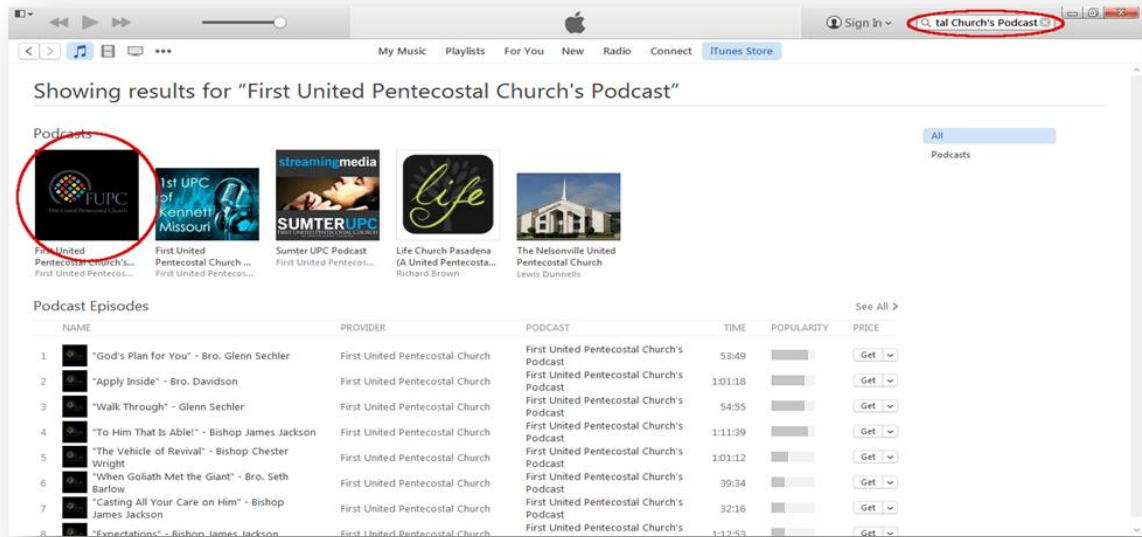 Sign In
tal Church's Podcast
My Music Playlists For You New Radio Connect iTunes Store
Showing results for “First United Pentecostal Church's Podcast”
Podcasts
All
Podcasts
FUPC
First United Pentecostal Church
1st UPC
of
Kennett
Missouri
streamingmedia
SUMTERUPC
FIRST UNITED PENTECOSTAL CHURCH
life
First United
Pentecostal Church's...
First United Pentecos...
First United
Pentecostal Church ...
First United Pentecos...
Sumter UPC Podcast
First United Pentecos...
Life Church Pasadena
(A United Pentecosta...
Richard Brown
The Nelsonville United
Pentecostal Church
Lewis Dunnells
Podcast Episodes See All >
NAME PROVIDER PODCAST TIME POPULARITY PRICE
1 "God's Plan for You" - Bro. Glenn Sechler First United Pentecostal Church First United Pentecostal Church's Podcast 53:49 Get
2 "Apply Inside" - Bro. Davidson First United Pentecostal Church First United Pentecostal Church's Podcast 1:01:18 Get
3 "Walk Through" - Glenn Sechler First United Pentecostal Church First United Pentecostal Church's Podcast 54:55 Get
4 "To Him That Is Able!" - Bishop James Jackson First United Pentecostal Church First United Pentecostal Church's Podcast 1:11:39 Get
5 "The Vehicle of Revival" - Bishop Chester Wright First United Pentecostal Church First United Pentecostal Church's Podcast 1:01:12 Get
6 "When Goliath Met the Giant" - Bro. Seth Barlow First United Pentecostal Church First United Pentecostal Church's Podcast 39:34 Get
7 "Casting All Your Care on Him" - Bishop James Jackson First United Pentecostal Church First United Pentecostal Church's Podcast 32:16 Get
8 "Expectations" - Bishop James Jackson First United Pentecostal Church First United Pentecostal Church's 1:12:53 Get